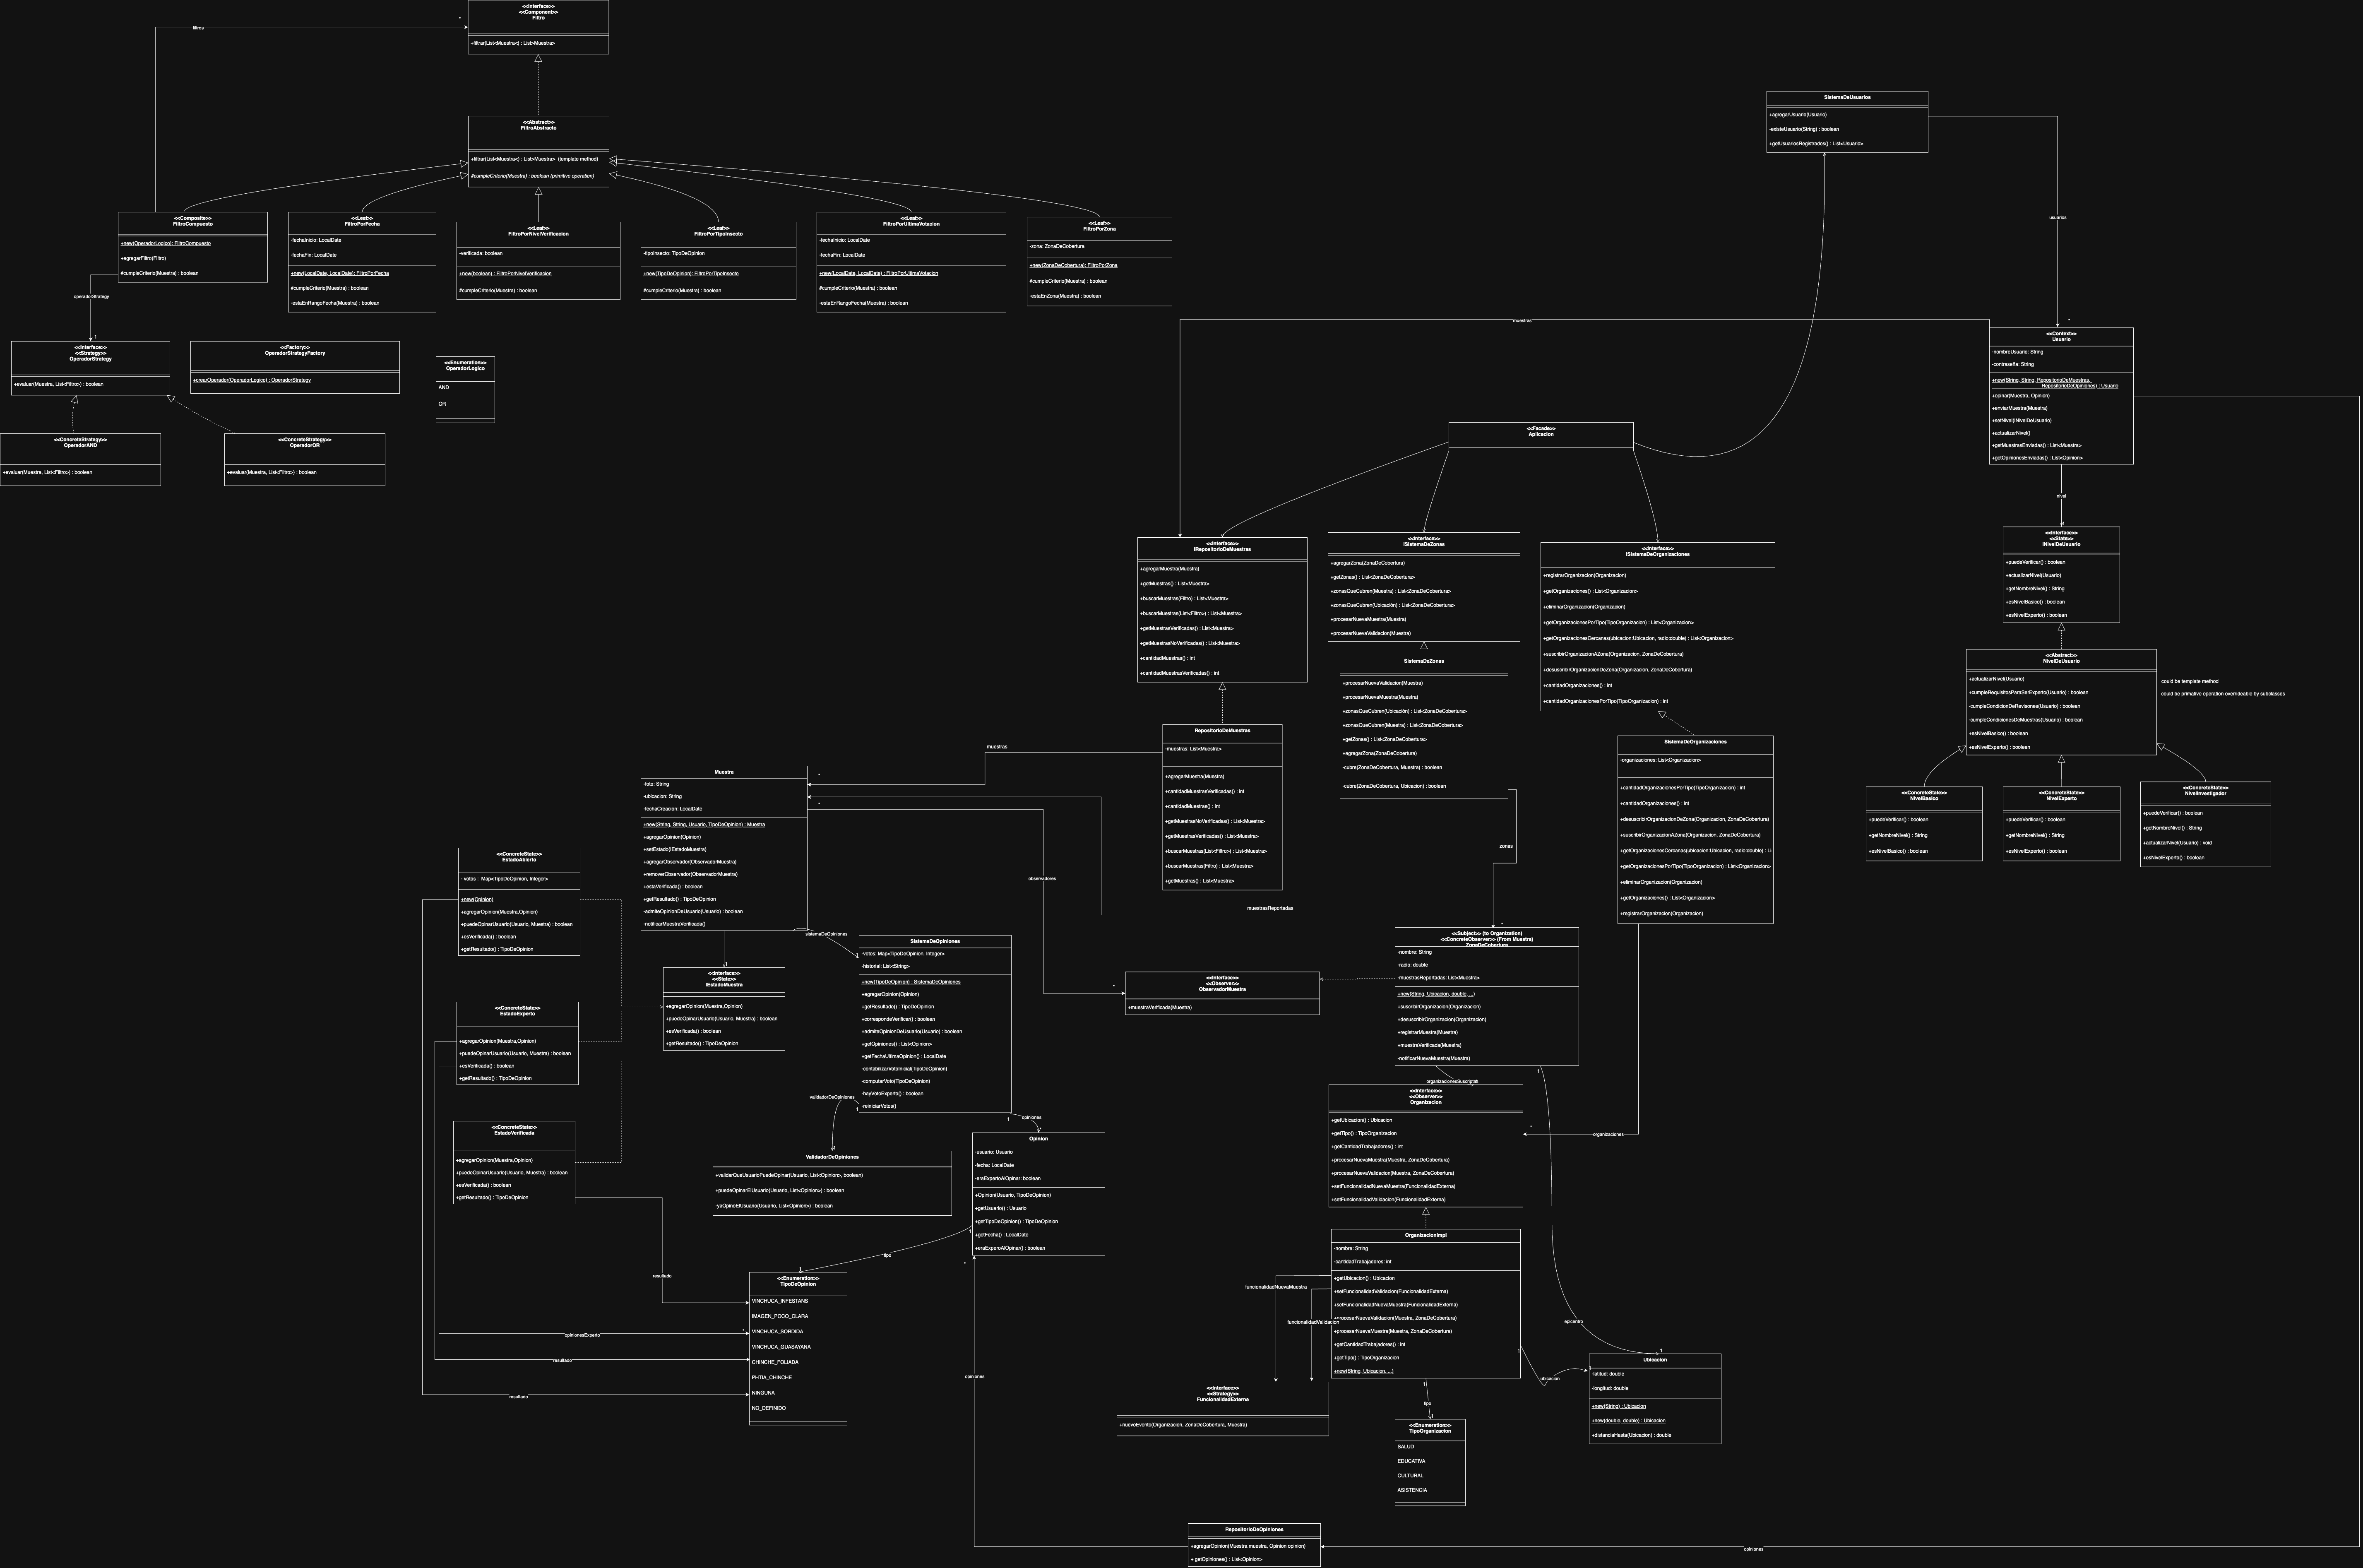 <<Interface>>
<<Component>>
Filtro
+filtrar(List<Muestra<) : List>Muestra>
filtros
*
<<Abstract>>
FiltroAbstracto
+filtrar(List<Muestra<) : List>Muestra> (template method)
#cumpleCriterio(Muestra) : boolean (primitive operation)
<<Composite>>
FiltroCompuesto
+new(OperadorLogico): FiltroCompuesto
+agregarFiltro(Filtro)
#cumpleCriterio(Muestra) : boolean
<<Leaf>>
FiltroPorFecha
-fechaInicio: LocalDate
-fechaFin: LocalDate
+new(LocalDate, LocalDate): FiltroPorFecha
#cumpleCriterio(Muestra) : boolean
-estaEnRangoFecha(Muestra) : boolean
<<Leaf>>
FiltroPorNivelVerificacion
-verificada: boolean
+new(boolean) : FiltroPorNivelVerificacion
#cumpleCriterio(Muestra) : boolean
<<Leaf>>
FiltroPorTipoInsecto
-tipoInsecto: TipoDeOpinion
+new(TipoDeOpinion): FiltroPorTipoInsecto
#cumpleCriterio(Muestra) : boolean
<<Leaf>>
FiltroPorUltimaVotacion
-fechaInicio: LocalDate
-fechaFin: LocalDate
+new(LocalDate, LocalDate) : FiltroPorUltimaVotacion
#cumpleCriterio(Muestra) : boolean
-estaEnRangoFecha(Muestra) : boolean
<<Leaf>>
FiltroPorZona
-zona: ZonaDeCobertura
+new(ZonaDeCobertura): FiltroPorZona
#cumpleCriterio(Muestra) : boolean
-estaEnZona(Muestra) : boolean
operadorStrategy
1
<<Interface>>
<<Strategy>>
OperadorStrategy
+evaluar(Muestra, List<Filtro>) : boolean
<<Factory>>
OperadorStrategyFactory
+crearOperador(OperadorLogico) : OperadorStrategy
<<Enumeration>>
OperadorLogico
AND
OR
<<ConcreteStrategy>>
OperadorAND
+evaluar(Muestra, List<Filtro>) : boolean
<<ConcreteStrategy>>
OperadorOR
+evaluar(Muestra, List<Filtro>) : boolean
SistemaDeUsuarios
+agregarUsuario(Usuario)
-existeUsuario(String) : boolean
+getUsuariosRegistrados() : List<Usuario>
usuarios
*
muestras
<<Context>>
Usuario
-nombreUsuario: String
-contraseña: String
+new(String, String, RepositorioDeMuestras,
RepositorioDeOpiniones) : Usuario
+opinar(Muestra, Opinion)
+enviarMuestra(Muestra)
+setNivel(INivelDeUsuario)
+actualizarNivel()
+getMuestrasEnviadas() : List<Muestra>
+getOpinionesEnviadas() : List<Opinion>
nivel
1
<<Facade>>
Aplicacion
<<Interface>>
IRepositorioDeMuestras
+agregarMuestra(Muestra)
+getMuestras() : List<Muestra>
+buscarMuestras(Filtro) : List<Muestra>
+buscarMuestras(List<Filtro>) : List<Muestra>
+getMuestrasVerificadas() : List<Muestra>
+getMuestrasNoVerificadas() : List<Muestra>
+cantidadMuestras() : int
+cantidadMuestrasVerificadas() : int
<<Interface>>
ISistemaDeZonas
+agregarZona(ZonaDeCobertura)
+getZonas() : List<ZonaDeCobertura>
+zonasQueCubren(Muestra) : List<ZonaDeCobertura>
+zonasQueCubren(Ubicación) : List<ZonaDeCobertura>
+procesarNuevaMuestra(Muestra)
+procesarNuevaValidacion(Muestra)
<<Interface>>
ISistemaDeOrganizaciones
+registrarOrganizacion(Organizacion)
+getOrganizaciones() : List<Organizacion>
+eliminarOrganizacion(Organizacion)
+getOrganizacionesPorTipo(TipoOrganizacion) : List<Organizacion>
+getOrganizacionesCercanas(ubicacion:Ubicacion, radio:double) : List<Organizacion>
+suscribirOrganizacionAZona(Organizacion, ZonaDeCobertura)
+desuscribirOrganizacionDeZona(Organizacion, ZonaDeCobertura)
+cantidadOrganizaciones() : int
+cantidadOrganizacionesPorTipo(TipoOrganizacion) : int
<<Interface>>
<<State>>
INivelDeUsuario
+puedeVerificar() : boolean
+actualizarNivel(Usuario)
+getNombreNivel() : String
+esNivelBasico() : boolean
+esNivelExperto() : boolean
<<Abstract>>
NivelDeUsuario
+actualizarNivel(Usuario)
+cumpleRequisitosParaSerExperto(Usuario) : boolean
-cumpleCondicionDeRevisones(Usuario) : boolean
-cumpleCondicionesDeMuestras(Usuario) : boolean
+esNivelBasico() : boolean
+esNivelExperto() : boolean
could be template method
could be primative operation overrideable by subclasses
<<ConcreteState>>
NivelBasico
+puedeVerificar() : boolean
+getNombreNivel() : String
+esNivelBasico() : boolean
<<ConcreteState>>
NivelExperto
+puedeVerificar() : boolean
+getNombreNivel() : String
+esNivelExperto() : boolean
<<ConcreteState>>
NivelInvestigador
+puedeVerificar() : boolean
+getNombreNivel() : String
+actualizarNivel(Usuario) : void
+esNivelExperto() : boolean
SistemaDeZonas
+procesarNuevaValidacion(Muestra)
+procesarNuevaMuestra(Muestra)
+zonasQueCubren(Ubicación) : List<ZonaDeCobertura>
+zonasQueCubren(Muestra) : List<ZonaDeCobertura>
+getZonas() : List<ZonaDeCobertura>
+agregarZona(ZonaDeCobertura)
-cubre(ZonaDeCobertura, Muestra) : boolean
-cubre(ZonaDeCobertura, Ubicacion) : boolean
zonas
*
RepositorioDeMuestras
-muestras: List<Muestra>
+agregarMuestra(Muestra)
+cantidadMuestrasVerificadas() : int
+cantidadMuestras() : int
+getMuestrasNoVerificadas() : List<Muestra>
+getMuestrasVerificadas() : List<Muestra>
+buscarMuestras(List<Filtro>) : List<Muestra>
+buscarMuestras(Filtro) : List<Muestra>
+getMuestras() : List<Muestra>
SistemaDeOrganizaciones
-organizaciones: List<Organizacion>
+cantidadOrganizacionesPorTipo(TipoOrganizacion) : int
+cantidadOrganizaciones() : int
+desuscribirOrganizacionDeZona(Organizacion, ZonaDeCobertura)
+suscribirOrganizacionAZona(Organizacion, ZonaDeCobertura)
+getOrganizacionesCercanas(ubicacion:Ubicacion, radio:double) : Li
+getOrganizacionesPorTipo(TipoOrganizacion) : List<Organizacion>
+eliminarOrganizacion(Organizacion)
+getOrganizaciones() : List<Organizacion>
+registrarOrganizacion(Organizacion)
muestras
*
*
Muestra
-foto: String
-ubicacion: String
-fechaCreacion: LocalDate
+new(String, String, Usuario, TipoDeOpinion) : Muestra
+agregarOpinion(Opinion)
+setEstado(IEstadoMuestra)
+agregarObservador(ObservadorMuestra)
+removerObservador(ObservadorMuestra)
+estaVerificada() : boolean
+getResultado() : TipoDeOpinion
-admiteOpinionDeUsuario(Usuario) : boolean
-notificarMuestraVerificada()
observadores
*
muestrasReportadas
sistemaDeOpiniones
1
1
<<ConcreteState>>
EstadoAbierto
- votos : Map<TipoDeOpinion, Integer>
+new(Opinion)
+agregarOpinion(Muestra,Opinion)
+puedeOpinarUsuario(Usuario, Muestra) : boolean
+esVerificada() : boolean
+getResultado() : TipoDeOpinion
<<ConcreteState>>
EstadoExperto
+agregarOpinion(Muestra,Opinion)
+puedeOpinarUsuario(Usuario, Muestra) : boolean
+esVerificada() : boolean
+getResultado() : TipoDeOpinion
<<ConcreteState>>
EstadoVerificada
+agregarOpinion(Muestra,Opinion)
+puedeOpinarUsuario(Usuario, Muestra) : boolean
+esVerificada() : boolean
+getResultado() : TipoDeOpinion
<<Interface>>
<<State>>
IEstadoMuestra
+agregarOpinion(Muestra,Opinion)
+puedeOpinarUsuario(Usuario, Muestra) : boolean
+esVerificada() : boolean
+getResultado() : TipoDeOpinion
SistemaDeOpiniones
-votos: Map<TipoDeOpinion, Integer>
-historial: List<String>
+new(TipoDeOpinion) : SistemaDeOpiniones
+agregarOpinion(Opinion)
+getResultado() : TipoDeOpinion
+correspondeVerificar() : boolean
+admiteOpinionDeUsuario(Usuario) : boolean
+getOpiniones() : List<Opinion>
+getFechaUltimaOpinion() : LocalDate
-contabilizarVotoInicial(TipoDeOpinion)
-computarVoto(TipoDeOpinion)
-hayVotoExperto() : boolean
-reiniciarVotos()
validadorDeOpiniones
1
1
opiniones
1
*
<<Interface>>
<<Observer>>
ObservadorMuestra
+muestraVerificada(Muestra)
<<Subject>> (to Organization)
<<ConcreteObserver>> (From Muestra)
ZonaDeCobertura
-nombre: String
-radio: double
-muestrasReportadas: List<Muestra>
+new(String, Ubicacion, double, ...)
+suscribirOrganizacion(Organizacion)
+desuscribirOrganizacion(Organizacion)
+registrarMuestra(Muestra)
+muestraVerificada(Muestra)
-notificarNuevaMuestra(Muestra)
organizacionesSuscriptas
1
<<Interface>>
<<Observer>>
Organizacion
+getUbicacion() : Ubicacion
+getTipo() : TipoOrganizacion
+getCantidadTrabajadores() : int
+procesarNuevaMuestra(Muestra, ZonaDeCobertura)
+procesarNuevaValidacion(Muestra, ZonaDeCobertura)
+setFuncionalidadNuevaMuestra(FuncionalidadExterna)
+setFuncionalidadValidacion(FuncionalidadExterna)
*
organizaciones
ValidadorDeOpiniones
+validarQueUsuarioPuedeOpinar(Usuario, List<Opinion>, boolean)
+puedeOpinarElUsuario(Usuario, List<Opinion>) : boolean
-yaOpinoElUsuario(Usuario, List<Opinion>) : boolean
Opinion
-usuario: Usuario
-fecha: LocalDate
-eraExpertoAlOpinar: boolean
+Opinion(Usuario, TipoDeOpinion)
+getUsuario() : Usuario
+getTipoDeOpinion() : TipoDeOpinion
+getFecha() : LocalDate
+eraExperoAlOpinar() : boolean
1
tipo
1
*
<<Enumeration>>
TipoDeOpinion
VINCHUCA_INFESTANS
IMAGEN_POCO_CLARA
VINCHUCA_SORDIDA
VINCHUCA_GUASAYANA
CHINCHE_FOLIADA
PHTIA_CHINCHE
NINGUNA
NO_DEFINIDO
resultado
opinionesExperto
*
resultado
resultado
OrganizacionImpl
-nombre: String
-cantidadTrabajadores: int
+getUbicacion() : Ubicacion
+setFuncionalidadValidacion(FuncionalidadExterna)
+setFuncionalidadNuevaMuestra(FuncionalidadExterna)
+procesarNuevaValidacion(Muestra, ZonaDeCobertura)
+procesarNuevaMuestra(Muestra, ZonaDeCobertura)
+getCantidadTrabajadores() : int
+getTipo() : TipoOrganizacion
+new(String, Ubicacion, ...)
funcionalidadNuevaMuestra
funcionalidadValidacion
epicentro
1
1
ubicacion
1
tipo
1
<<Interface>>
<<Strategy>>
FuncionalidadExterna
+nuevoEvento(Organizacion, ZonaDeCobertura, Muestra)
<<Enumeration>>
TipoOrganizacion
SALUD
EDUCATIVA
CULTURAL
ASISTENCIA
Ubicacion
-latitud: double
-longitud: double
+new(String) : Ubicacion
+new(double, double) : Ubicacion
+distanciaHasta(Ubicacion) : double
opiniones
RepositorioDeOpiniones
+agregarOpinion(Muestra muestra, Opinion opinion)
+ getOpiniones() : List<Opinion>
opiniones